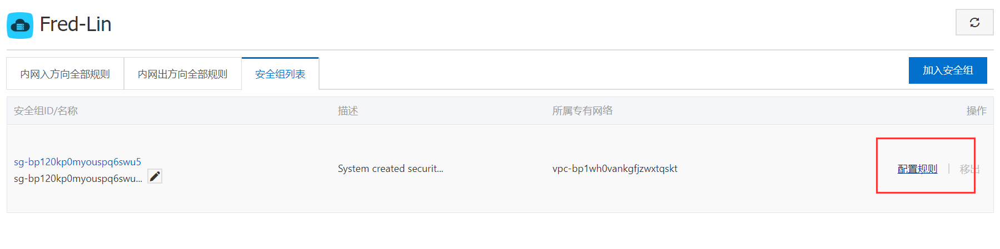 Fred-Lin
内网入方向全部规则 内网出方向全部规则 安全组列表 加入安全组
安全组ID/名称 描述 所属专有网络 操作
sg-bp120kp0myouspq6swu5
sg-bp120kp0myouspq6swu... System created securit... vpc-bp1wh0vankgfjzwxtqskt 配置规则 | 移出